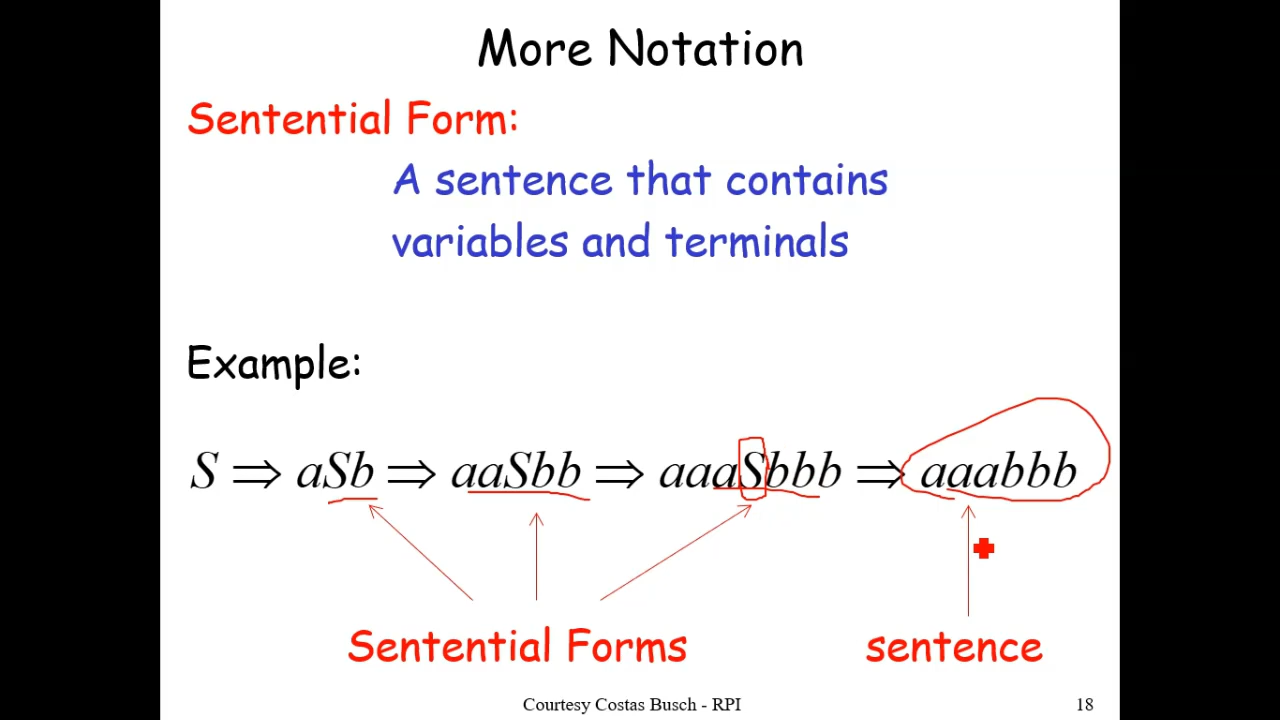 More Notation
Sentential Form:
A sentence that contains
variables and terminals
Example:
S ⇒ aSb ⇒ aaSbb ⇒ aaaSbbb ⇒ aaabbb
Sentential Forms sentence
Courtesy Costas Busch - RPI 18